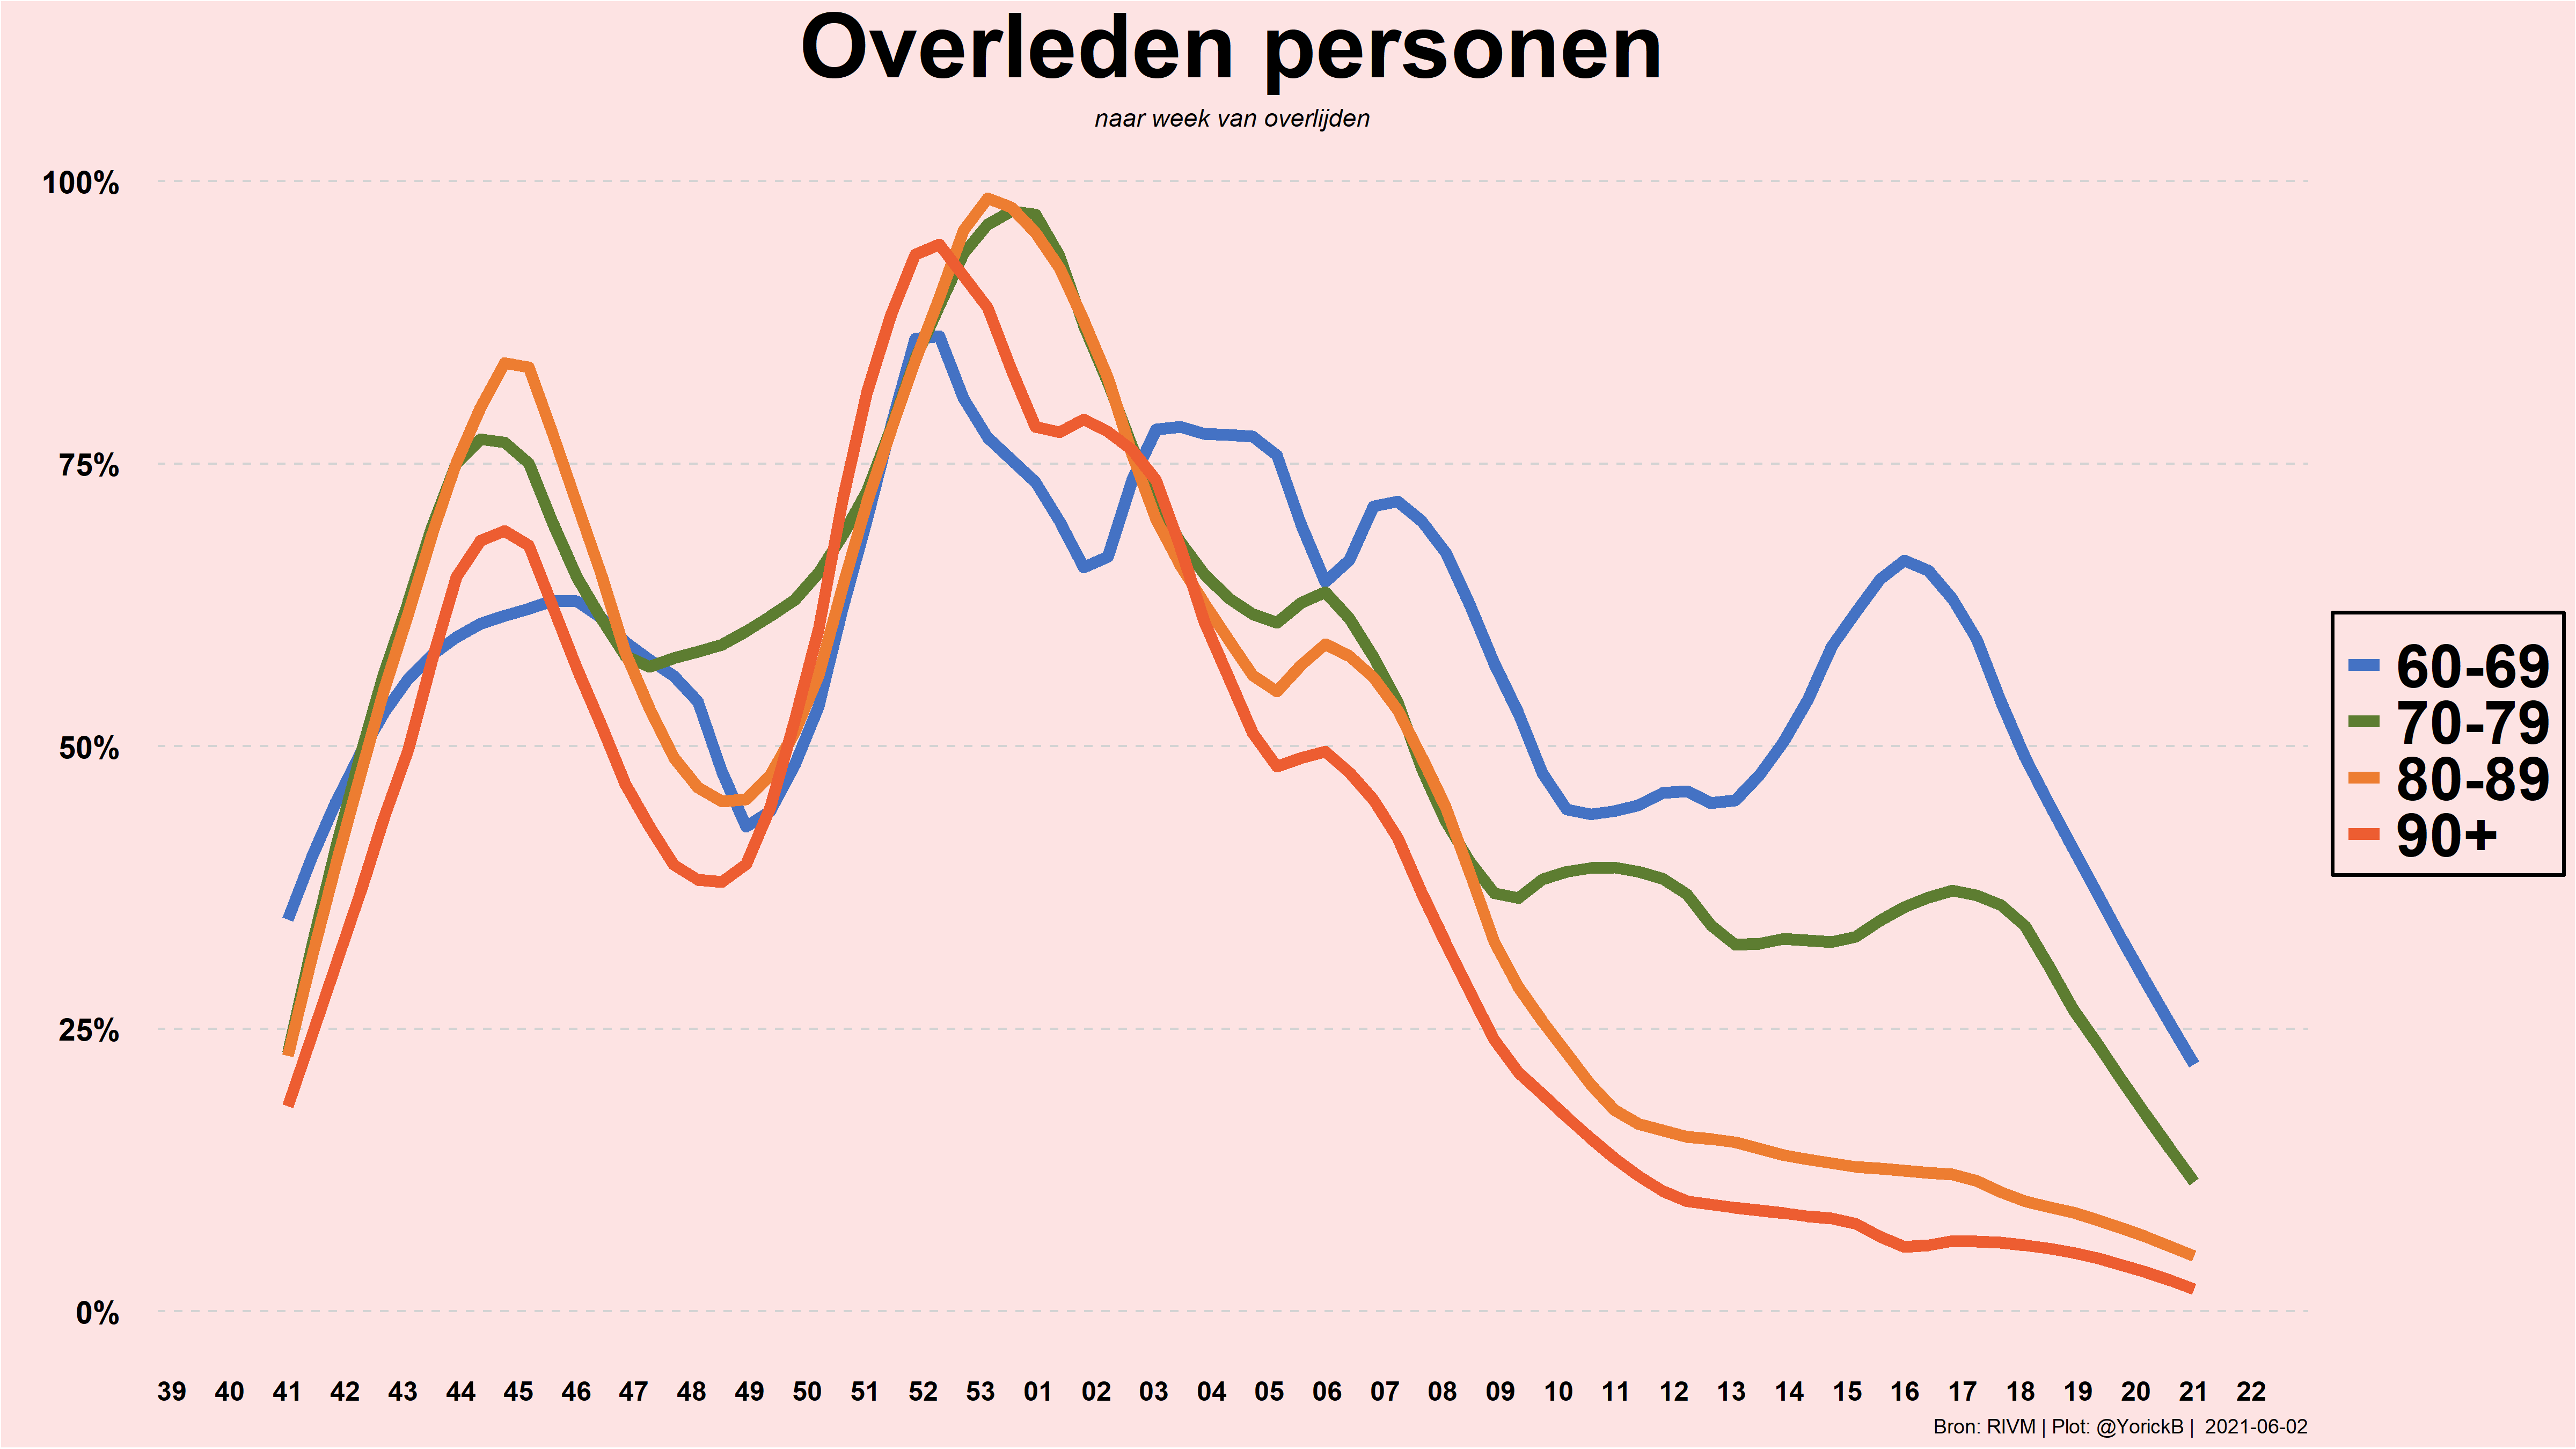 Overleden personen
naar week van overlijden
100%
75%
50%
25%
0%
60-69
70-79
80-89
90+
39 40 41 42 43 44 45 46 47 48 49 50 51 52 53 01 02 03 04 05 06 07 08 09 10 11 12 13 14 15 16 17 18 19 20 21 22
Bron: RIVM | Plot: @YorickB | 2021-06-02